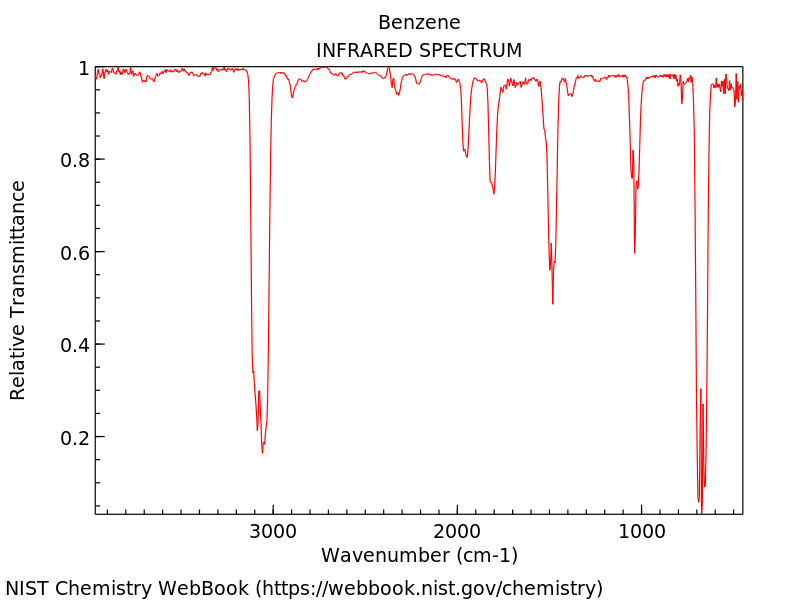 Benzene
INFRARED SPECTRUM
1
0.8
0.6
0.4
0.2
Relative Transmittance
3000 2000 1000
Wavenumber (cm-1)
NIST Chemistry WebBook (https://webbook.nist.gov/chemistry)